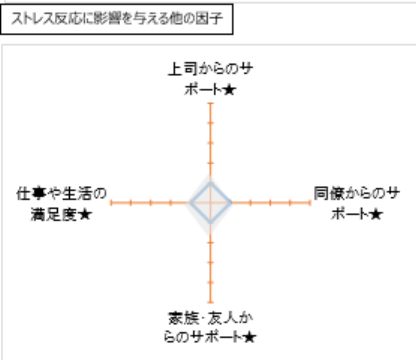 ストレス反応に影響を与える他の因子
上司からのサ
ポート★
仕事や生活の
満足度★
同僚からのサ
ポート★
家族・友人か
らのサポート★